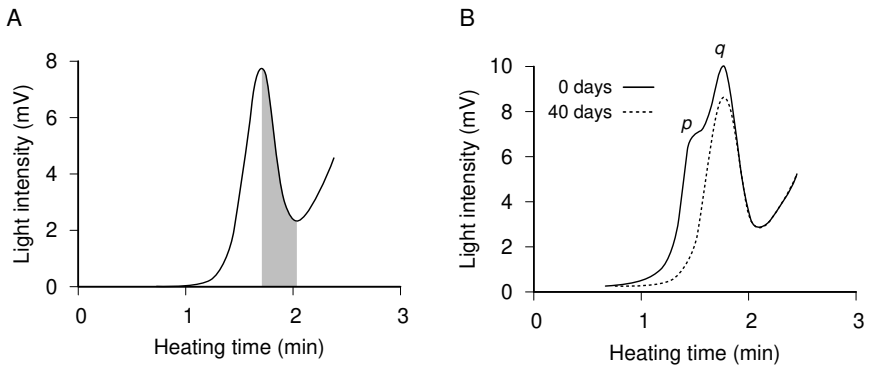 A
Light intensity (mV)
8
6
4
2
0
0 1 2 3
Heating time (min)
B
Light intensity (mV)
10
8
6
4
2
0
0 days
40 days
p
q
0 1 2 3
Heating time (min)